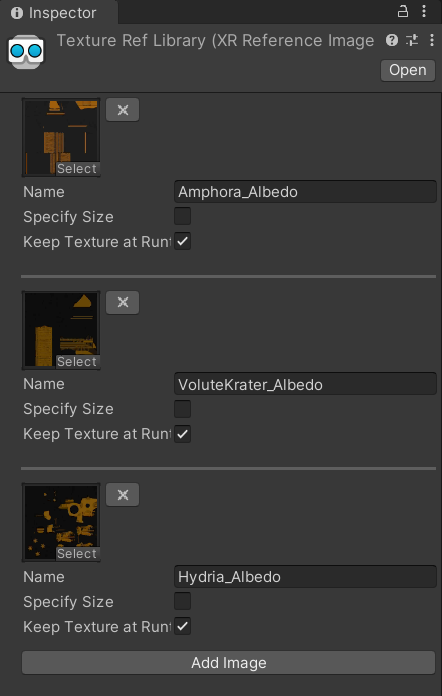 Inspector
Texture Ref Library (XR Reference Image
Open
Select
Name Amphora_Albedo
Specify Size
Keep Texture at Runt
Select
Name VoluteKrater_Albedo
Specify Size
Keep Texture at Runt
Select
Name Hydria_Albedo
Specify Size
Keep Texture at Runt
Add Image